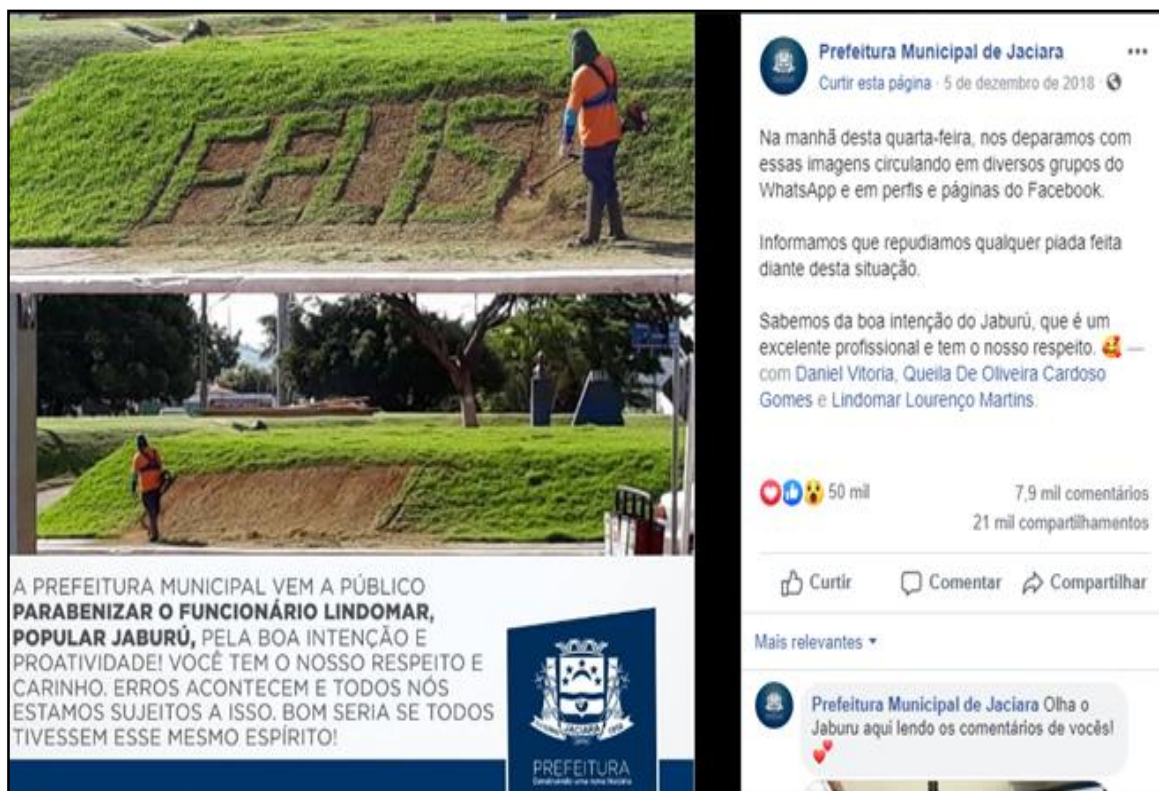 FELIS
A PREFEITURA MUNICIPAL VEM A PÚBLICO
PARABENIZAR O FUNCIONÁRIO LINDOMAR,
POPULAR JABURÚ, PELA BOA INTENÇÃO E
PROATIVIDADE! VOCÊ TEM O NOSSO RESPEITO E
CARINHO. ERROS ACONTECEM E TODOS NÓS
ESTAMOS SUJEITOS A ISSO. BOM SERIA SE TODOS
TIVESSEM ESSE MESMO ESPÍRITO!
JACIARA
PREFEITURA
Prefeitura Municipal de Jaciara
Curtir esta página · 5 de dezembro de 2018 ·
Na manhã desta quarta-feira, nos deparamos com
essas imagens circulando em diversos grupos do
WhatsApp e em perfis e páginas do Facebook.
Informamos que repudiamos qualquer piada feita
diante desta situação.
Sabemos da boa intenção do Jaburú, que é um
excelente profissional e tem o nosso respeito. 🥰 —
com Daniel Vitoria, Queila De Oliveira Cardoso
Gomes e Lindomar Lourenço Martins.
50 mil
7,9 mil comentários
21 mil compartilhamentos
Curtir Comentar Compartilhar
Mais relevantes
Prefeitura Municipal de Jaciara Olha o
Jaburu aqui lendo os comentários de vocês!
💕